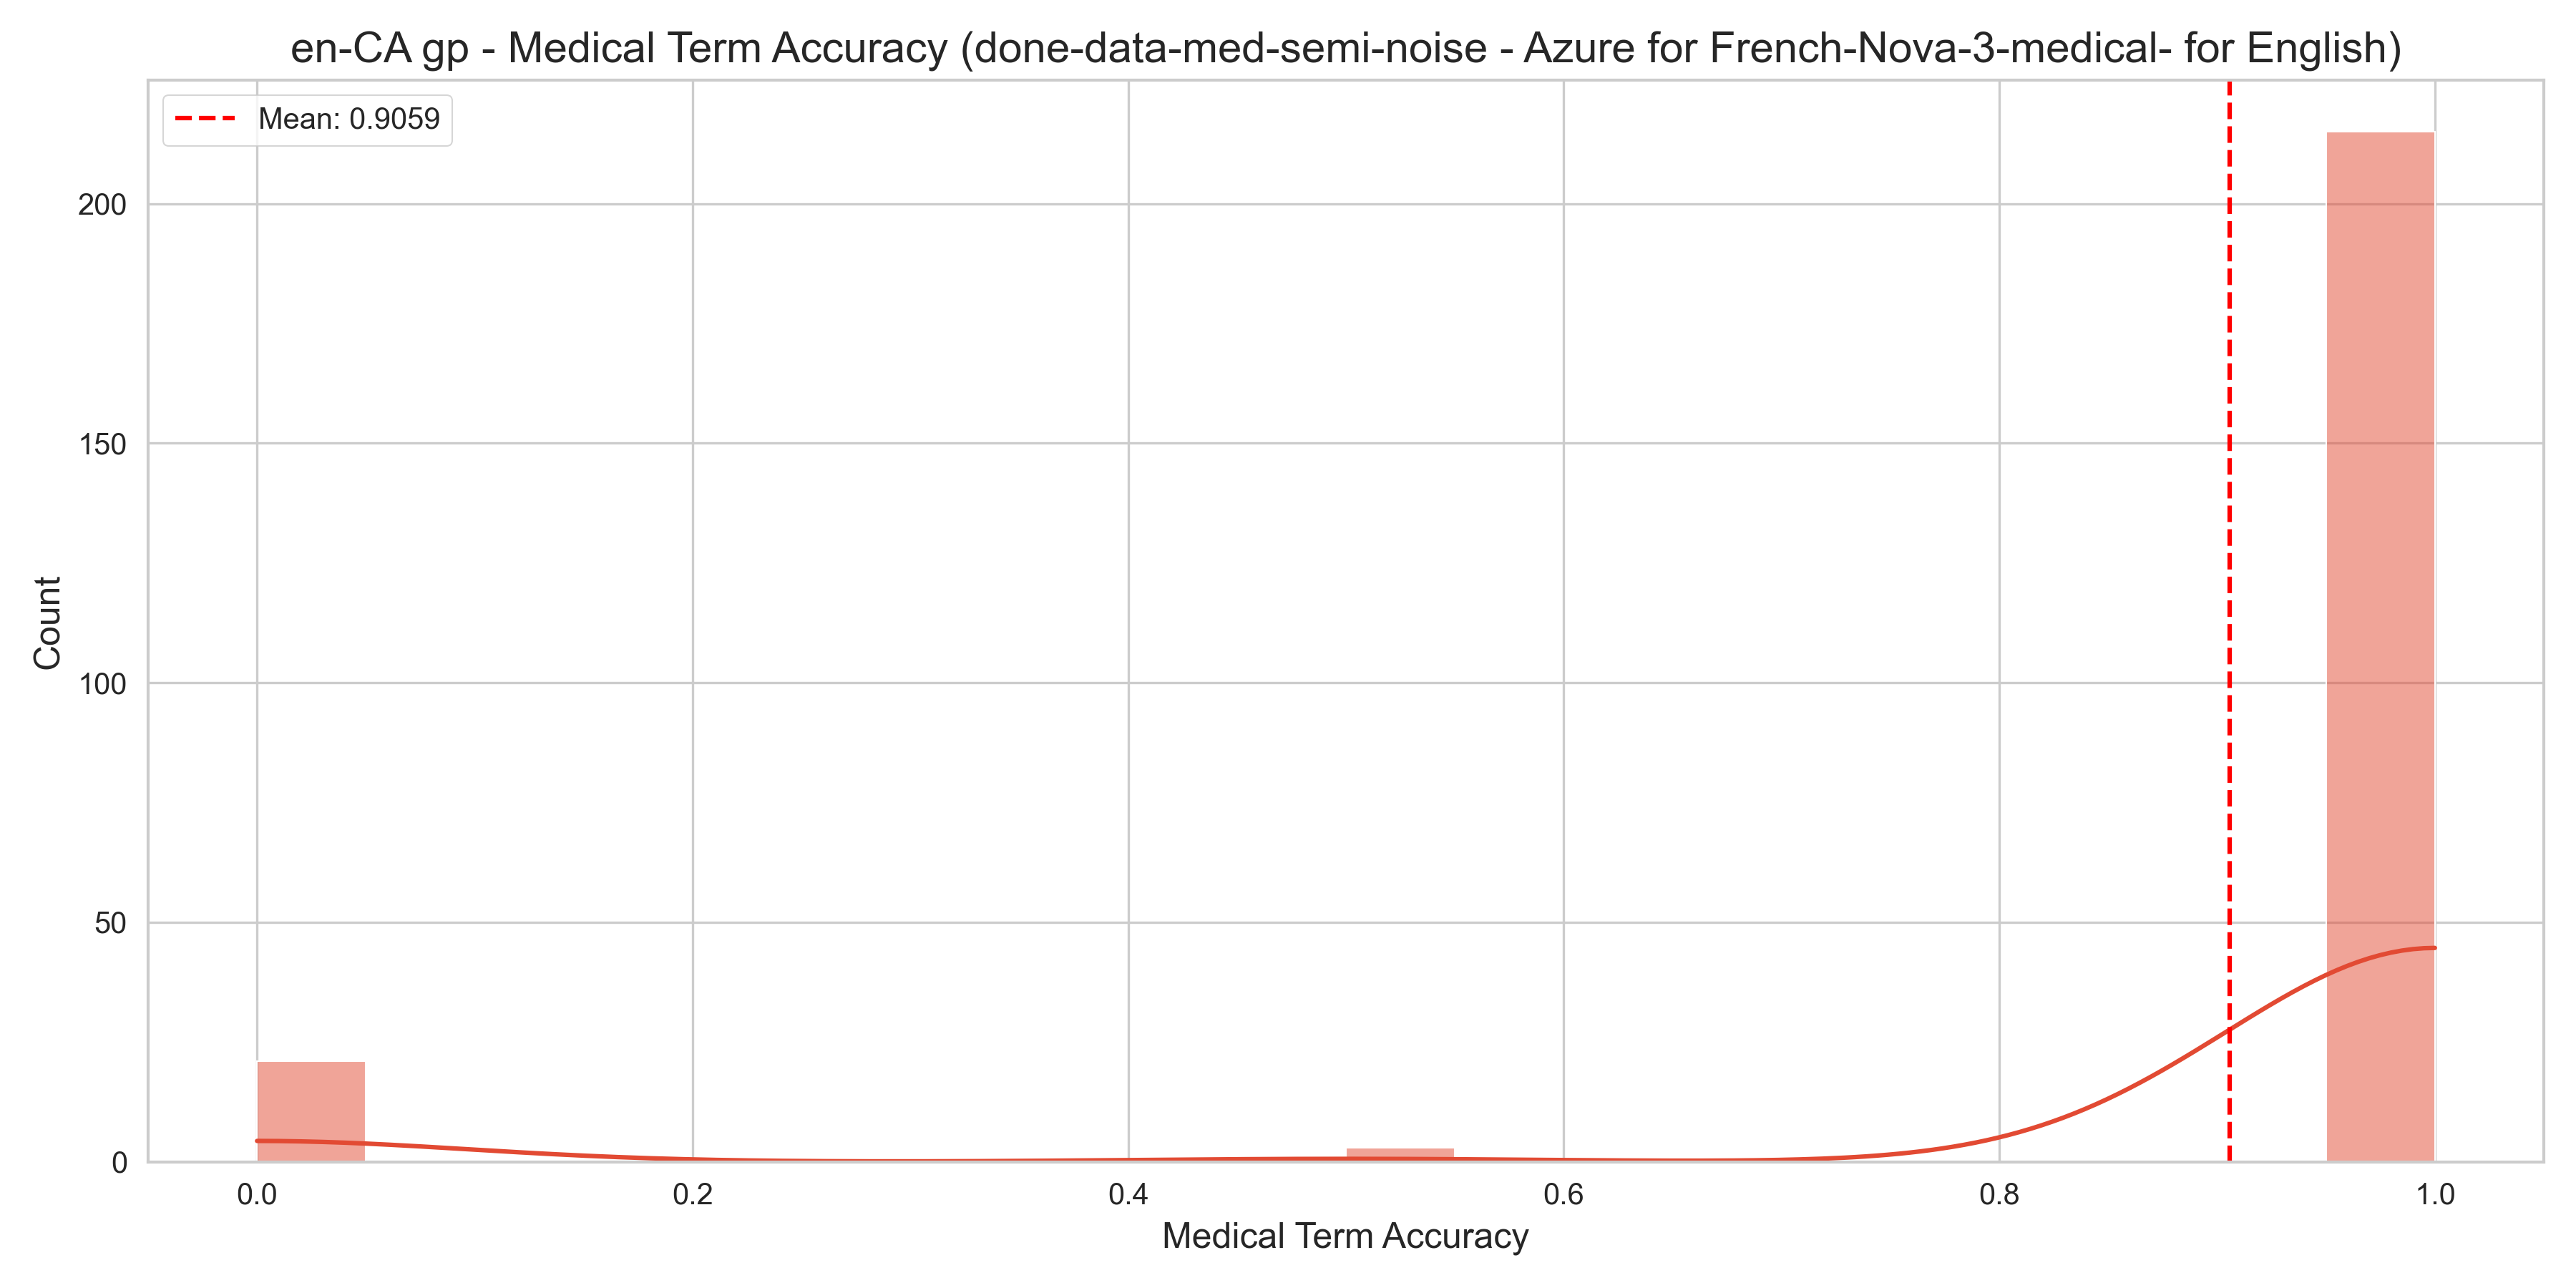 en-CA gp - Medical Term Accuracy (done-data-med-semi-noise - Azure for French-Nova-3-medical- for English)
Mean: 0.9059
200
150
100
50
0
Count
0.0 0.2 0.4 0.6 0.8 1.0
Medical Term Accuracy